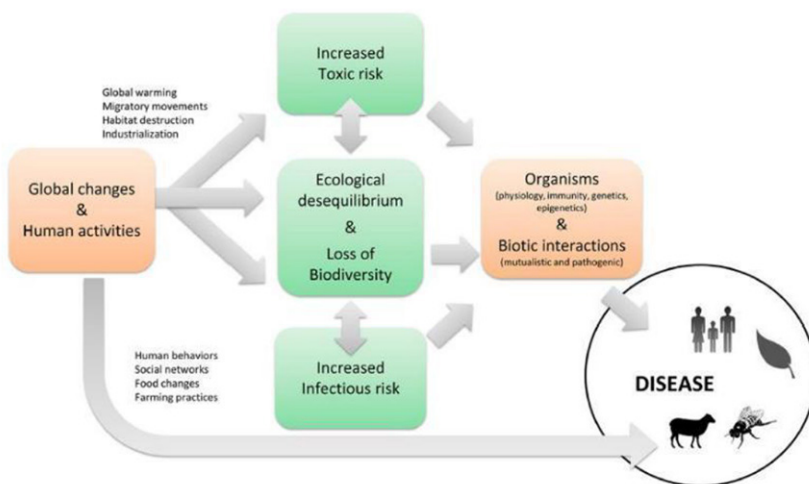 Increased
Toxic risk
Global warming
Migratory movements
Habitat destruction
Industrialization
Global changes
&
Human activities
Ecological
desequilibrium
&
Loss of
Biodiversity
Organisms
(physiology, immunity, genetics,
epigenetics)
&
Biotic interactions
(mutualistic and pathogenic)
Human behaviors
Social networks
Food changes
Farming practices
Increased
Infectious risk
DISEASE